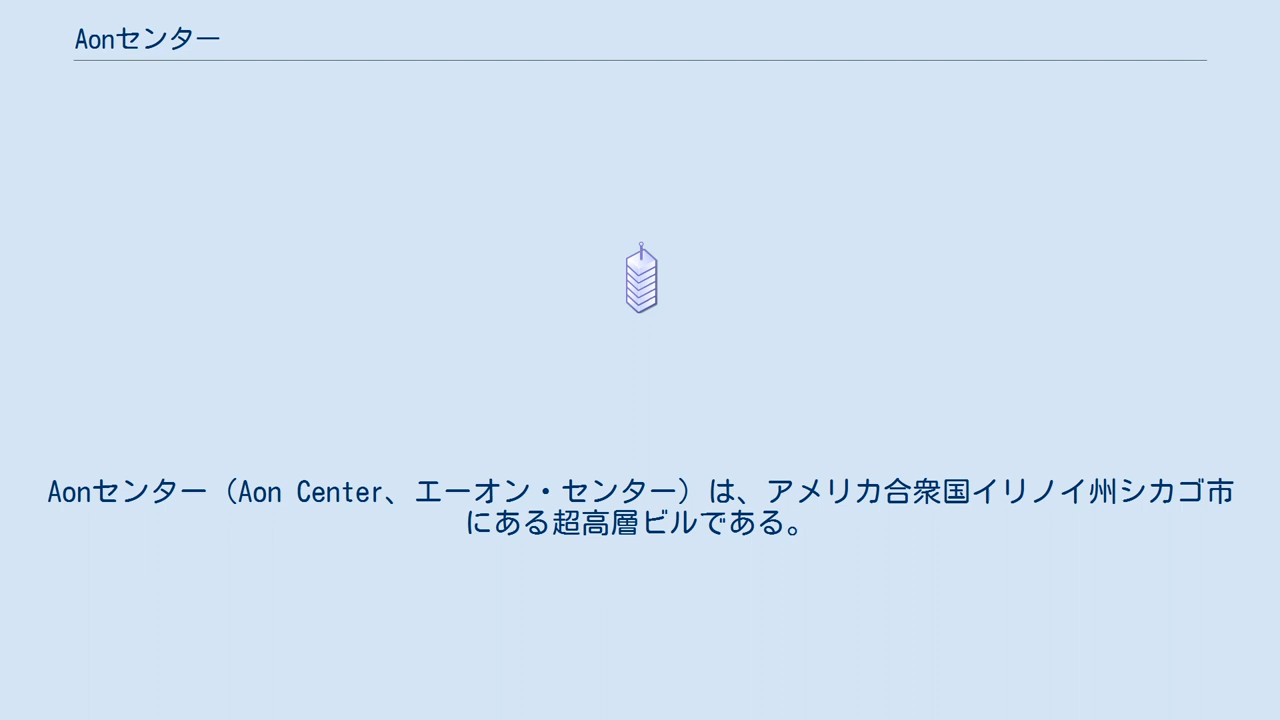 Aonセンター
Aonセンター（Aon Center、エーオン・センター）は、アメリカ合衆国イリノイ州シカゴ市
にある超高層ビルである。